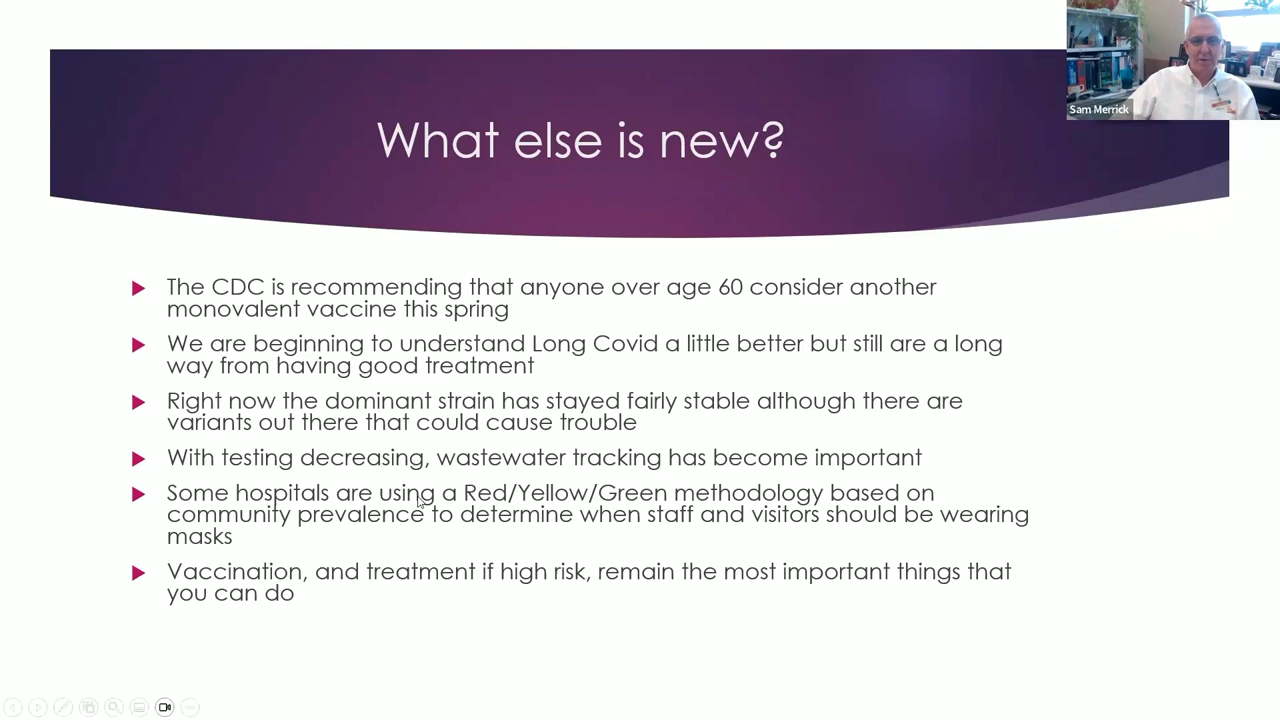 Sam Merrick
What else is new?
The CDC is recommending that anyone over age 60 consider another
monovalent vaccine this spring
We are beginning to understand Long Covid a little better but still are a long
way from having good treatment
Right now the dominant strain has stayed fairly stable although there are
variants out there that could cause trouble
With testing decreasing, wastewater tracking has become important
Some hospitals are using a Red/Yellow/Green methodology based on
community prevalence to determine when staff and visitors should be wearing
masks
Vaccination, and treatment if high risk, remain the most important things that
you can do